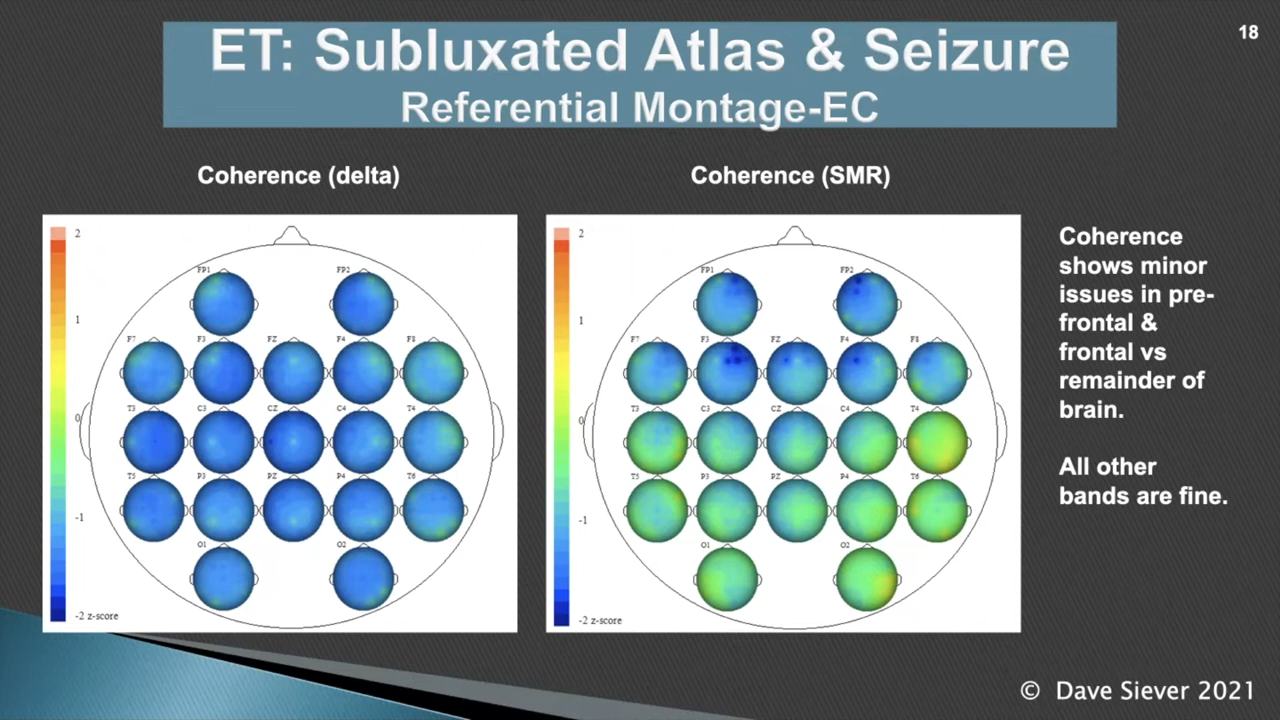 18
ET: Subluxated Atlas & Seizure
Referential Montage-EC
Coherence (delta)
2
1
0
-1
-2 z-score
FP1 FP2
F7 F3 FZ F4 F8
T3 C3 CZ C4 T4
T5 P3 PZ P4 T6
O1 O2
Coherence (SMR)
2
1
0
-1
-2 z-score
FP1 FP2
F7 F3 FZ F4 F8
T3 C3 CZ C4 T4
T5 P3 PZ P4 T6
O1 O2
Coherence
shows minor
issues in pre-
frontal &
frontal vs
remainder of
brain.
All other
bands are fine.
© Dave Siever 2021